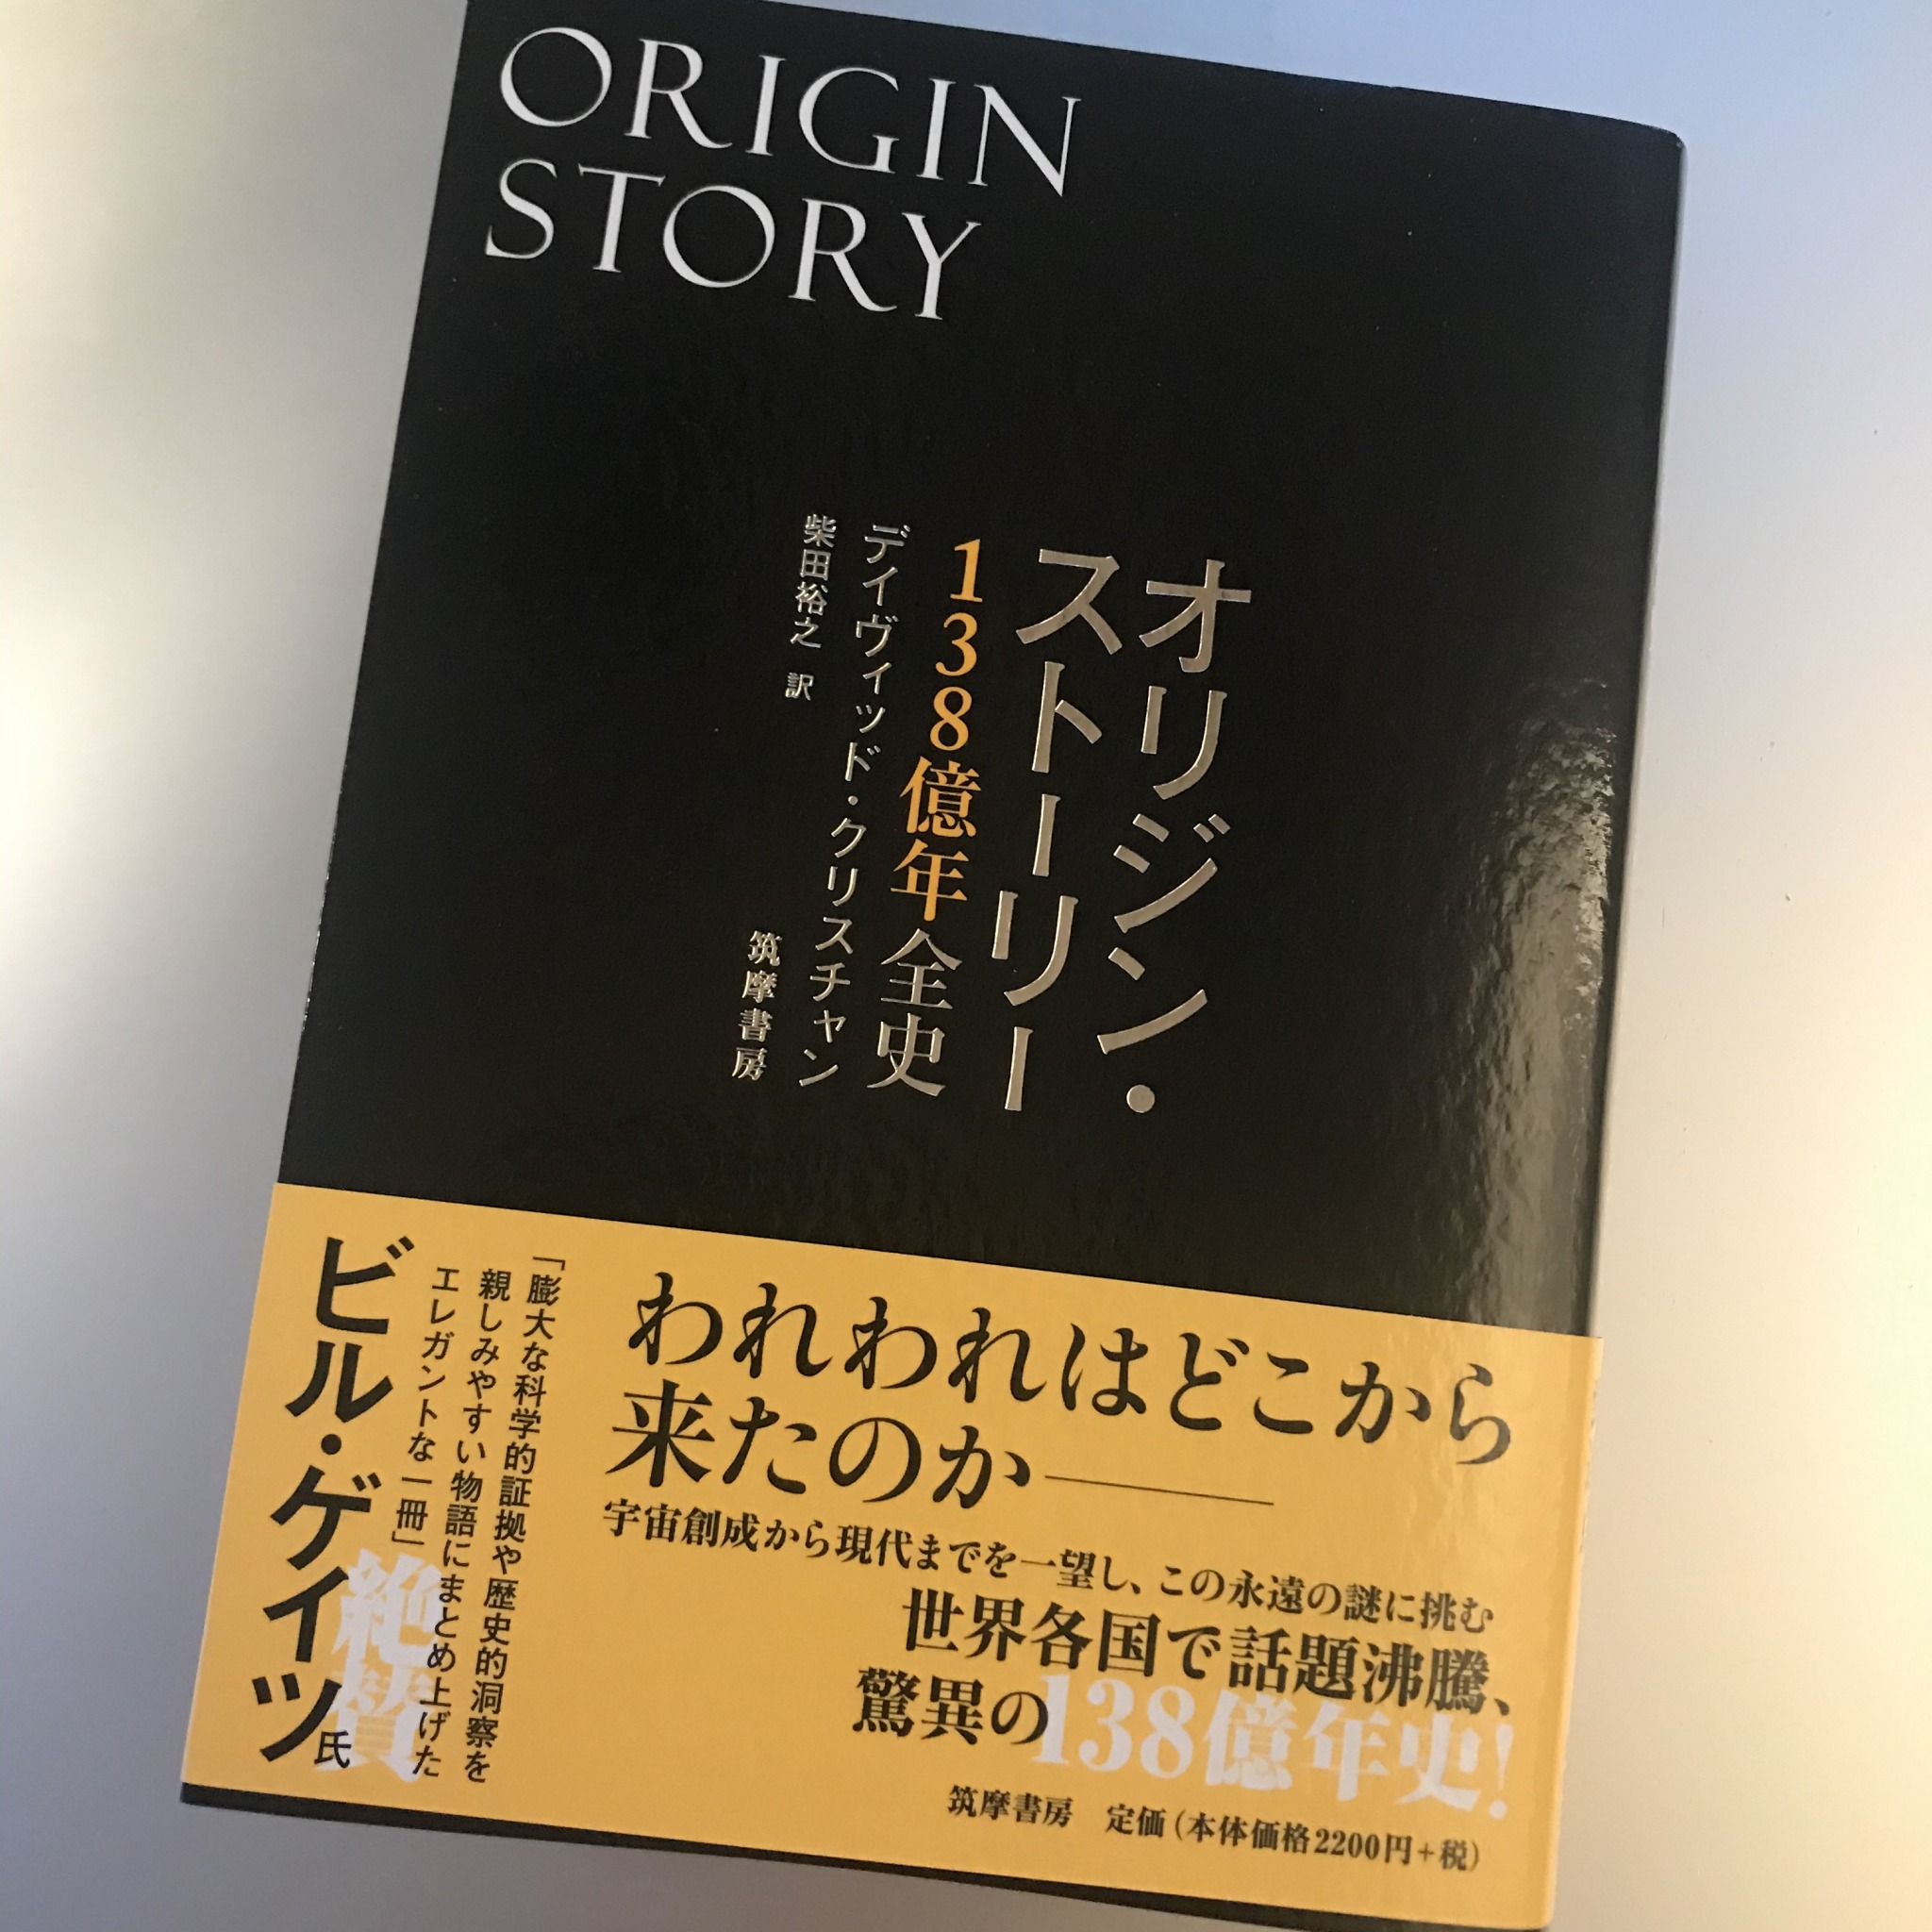 ORIGIN
STORY
オリジン・
ストーリー
138億年全史
デイヴィッド・クリスチャン
柴田裕之 訳
筑摩書房
われわれはどこから
来たのか――
宇宙創成から現代までを一望し、この永遠の謎に挑む
世界各国で話題沸騰、
驚異の138億年史!
筑摩書房 定価(本体価格2200円+税)
「膨大な科学的証拠や歴史的洞察を
親しみやすい物語にまとめ上げた
エレガントな一冊」
ビル・ゲイツ氏
絶賛